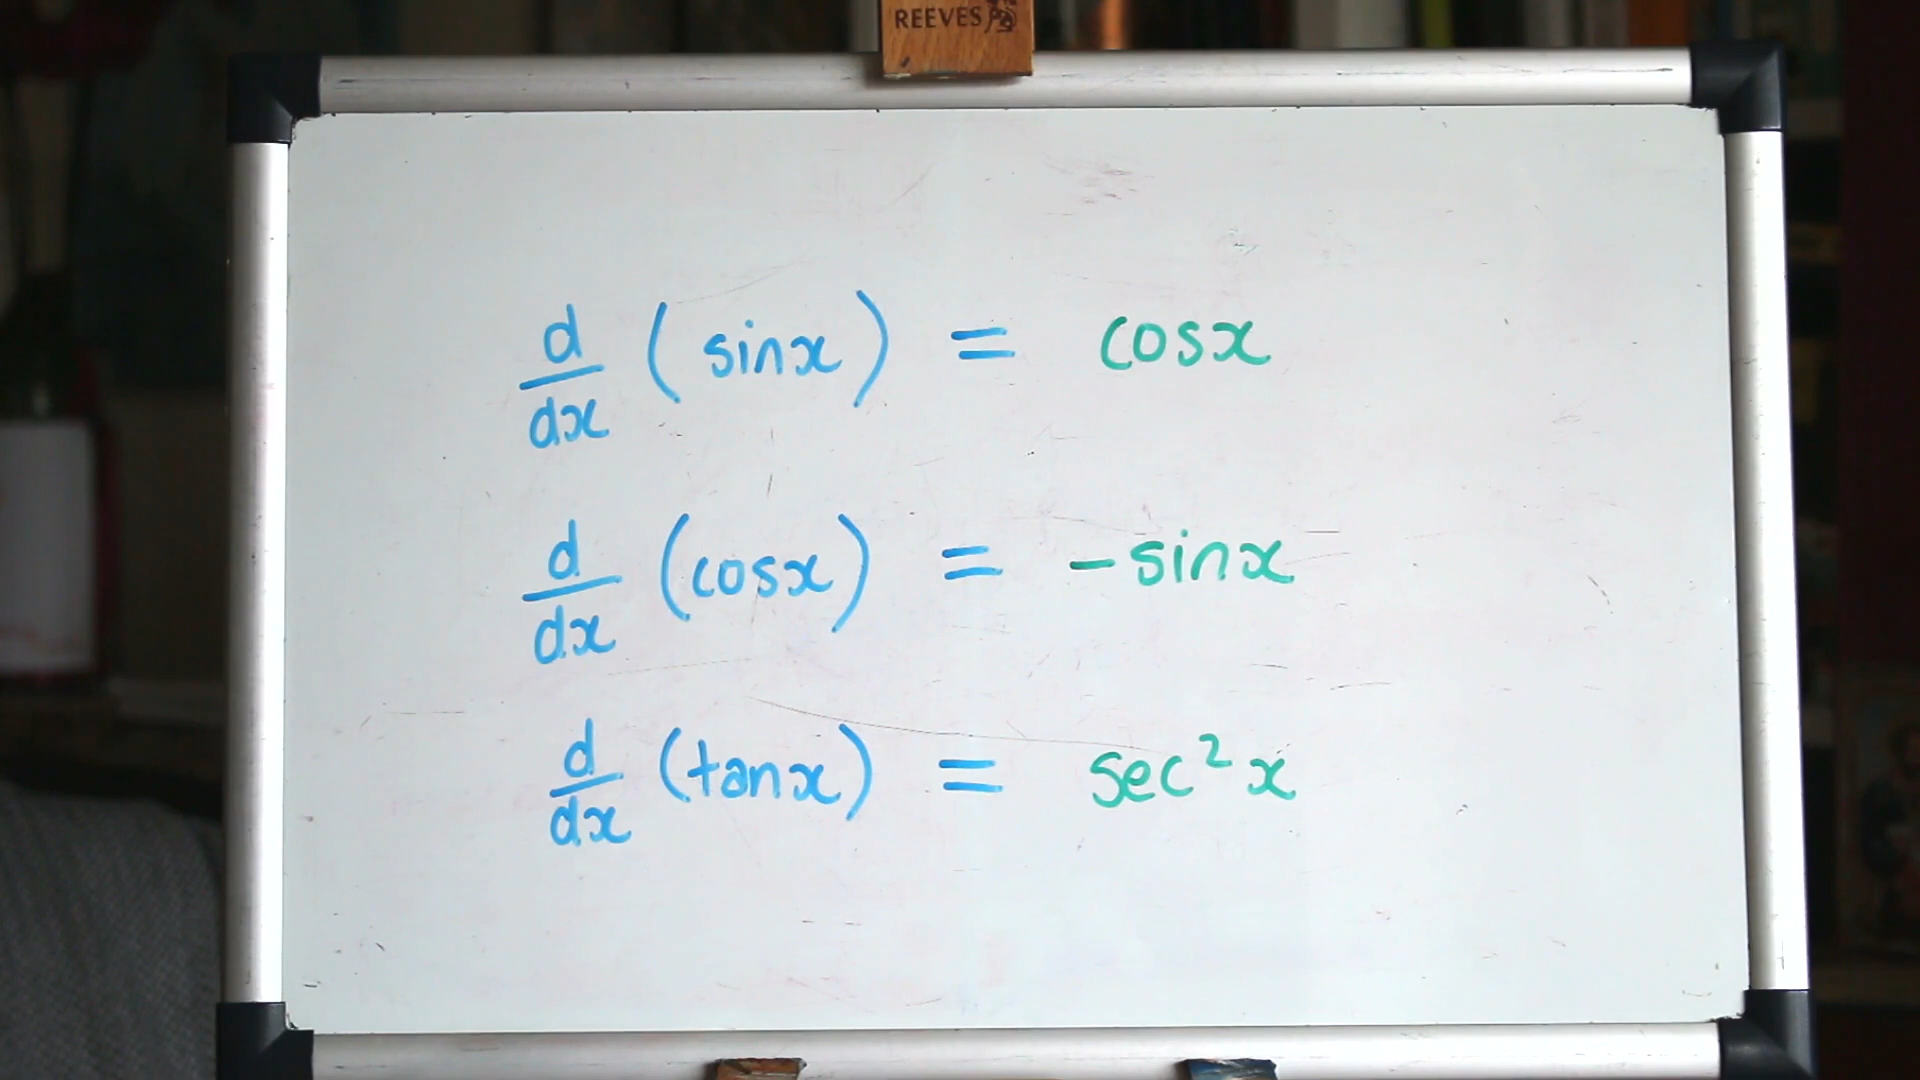 REEVES
d/dx (sinx) = cosx
d/dx (cosx) = -sinx
d/dx (tanx) = sec²x